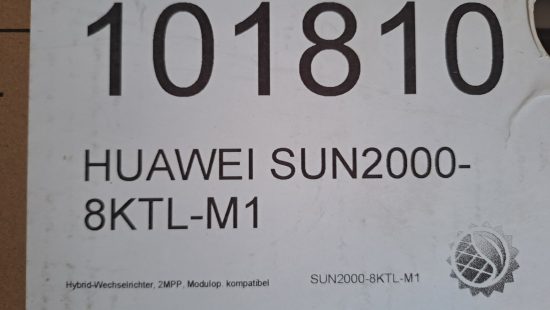 101810
HUAWEI SUN2000-
8KTL-M1
Hybrid-Wechselrichter, 2MPP, Modulop. kompatibel
SUN2000-8KTL-M1